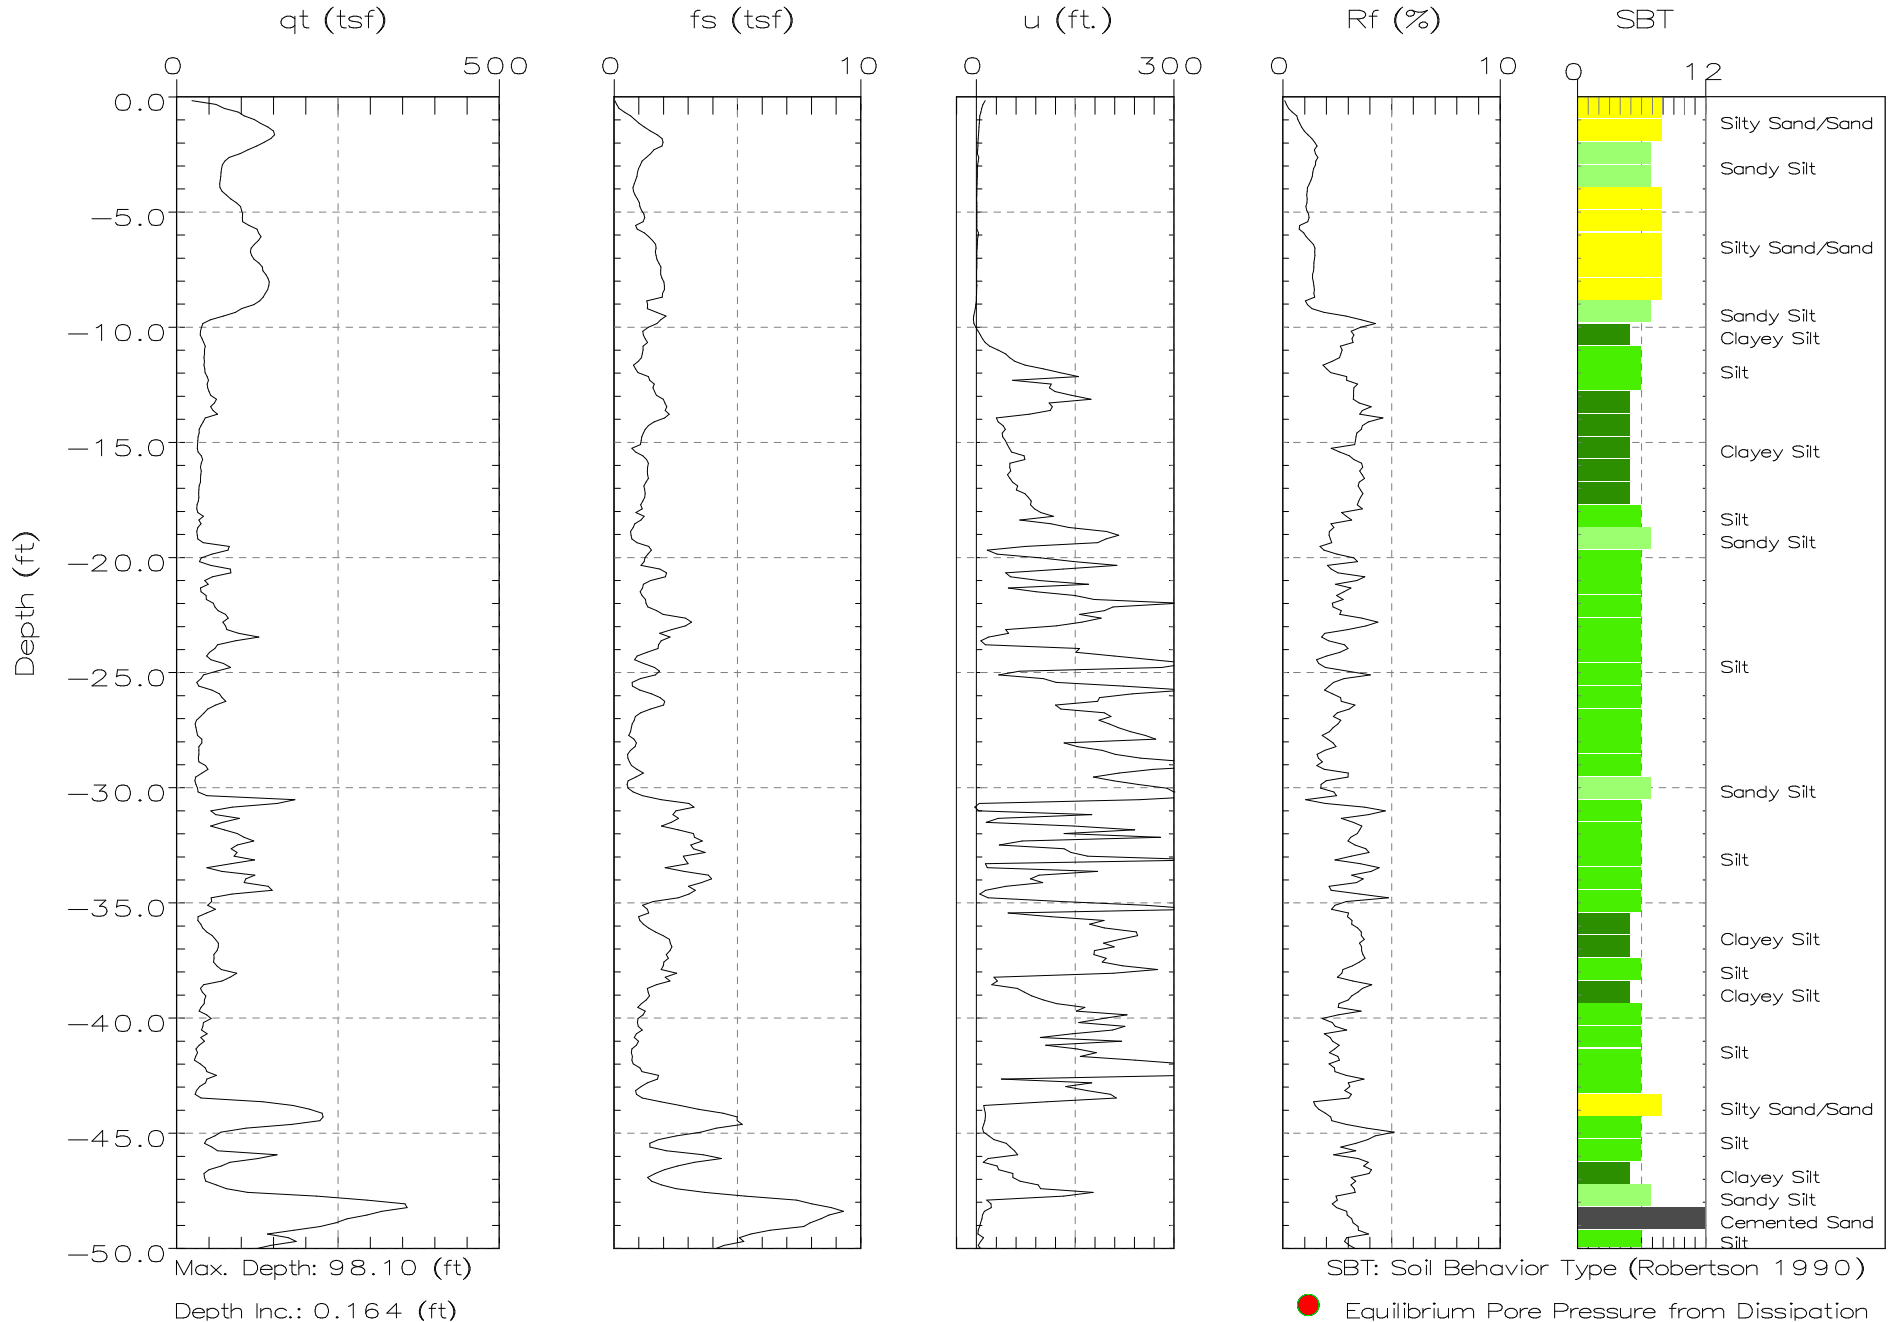 qt (tsf) fs (tsf) u (ft.) Rf (%) SBT
0 500 0 10 0 300 0 10 0 12
0.0
Silty Sand/Sand
Sandy Silt
-5.0
Silty Sand/Sand
Sandy Silt
-10.0
Clayey Silt
Silt
-15.0
Clayey Silt
Silt
Sandy Silt
-20.0
Depth (ft)
Silt
-25.0
Sandy Silt
-30.0
Silt
-35.0
Clayey Silt
Silt
Clayey Silt
-40.0
Silt
Silty Sand/Sand
-45.0
Silt
Clayey Silt
Sandy Silt
Cemented Sand
Silt
-50.0
Max. Depth: 98.10 (ft) SBT: Soil Behavior Type (Robertson 1990)
Depth Inc.: 0.164 (ft) Equilibrium Pore Pressure from Dissipation